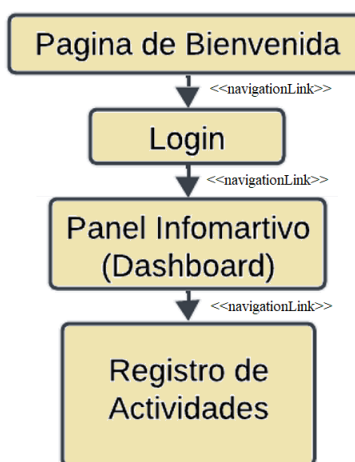 Pagina de Bienvenida
<<navigationLink>>
Login
<<navigationLink>>
Panel Infomartivo
(Dashboard)
<<navigationLink>>
Registro de
Actividades